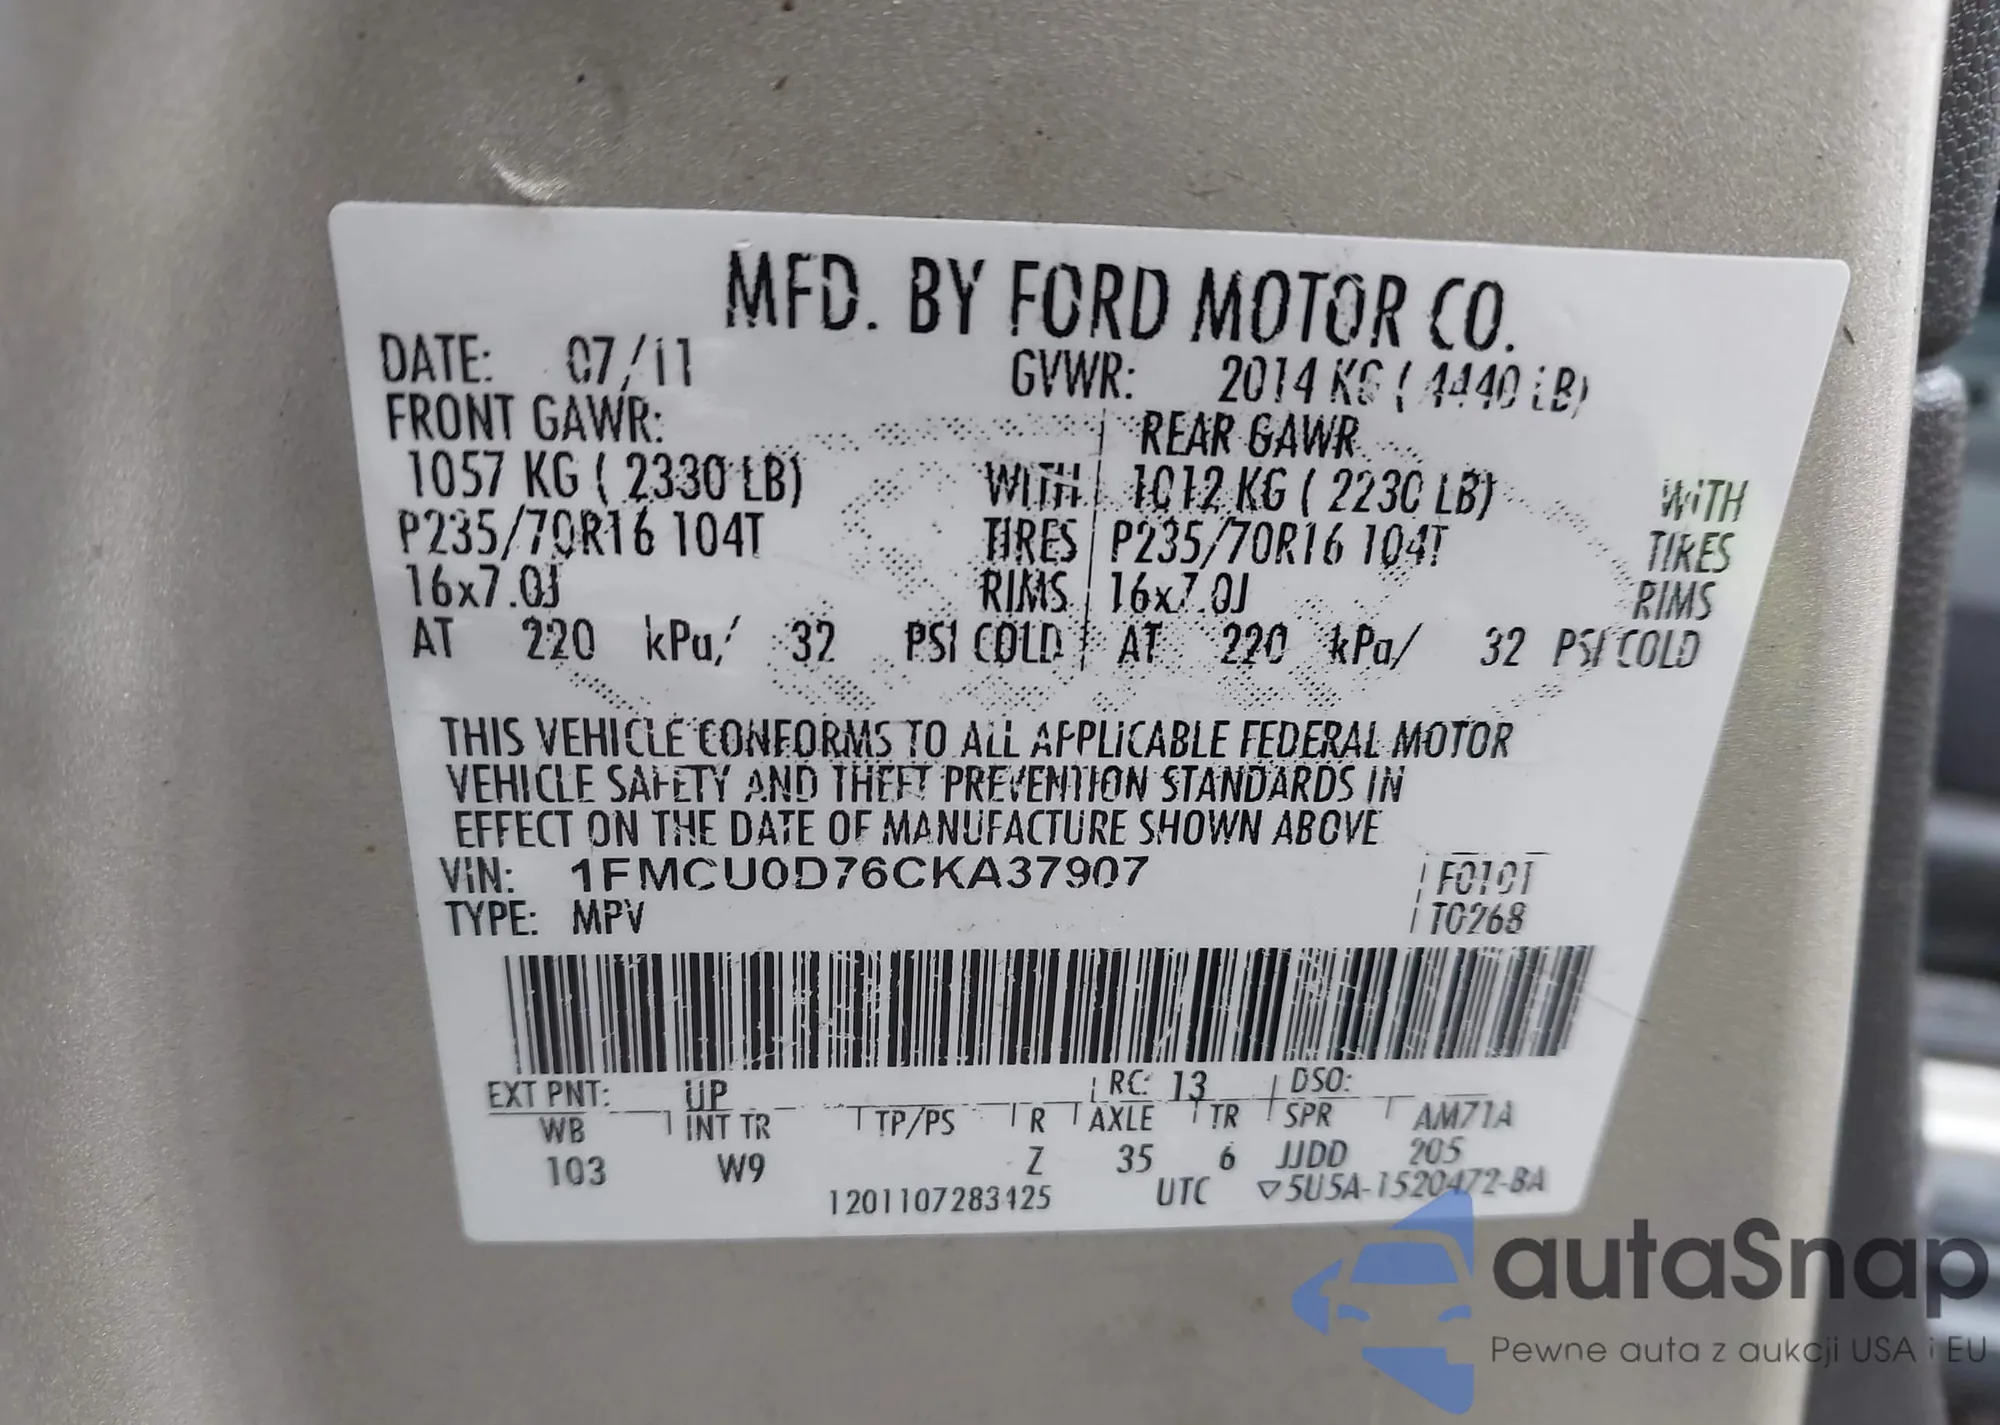 MFD. BY FORD MOTOR CO.
DATE: 07/11 GVWR: 2014 KG ( 4440 LB)
FRONT GAWR: REAR GAWR
1057 KG ( 2330 LB) WITH 1012 KG ( 2230 LB) WITH
P235/70R16 104T TIRES P235/70R16 104T TIRES
16x7.0J RIMS 16x7.0J RIMS
AT 220 kPa/ 32 PSI COLD AT 220 kPa/ 32 PSI COLD
THIS VEHICLE CONFORMS TO ALL APPLICABLE FEDERAL MOTOR
VEHICLE SAFETY AND THEFT PREVENTION STANDARDS IN
EFFECT ON THE DATE OF MANUFACTURE SHOWN ABOVE
VIN: 1FMCU0D76CKA37907 F0101
TYPE: MPV T0268
EXT PNT: UP RC: 13 DSO:
WB INT TR TP/PS R AXLE TR SPR AM71A
103 W9 Z 35 6 JJDD 205
1201107283425 UTC ▽5U5A-1520472-BA
autaSnap
Pewne auta z aukcji USA i EU